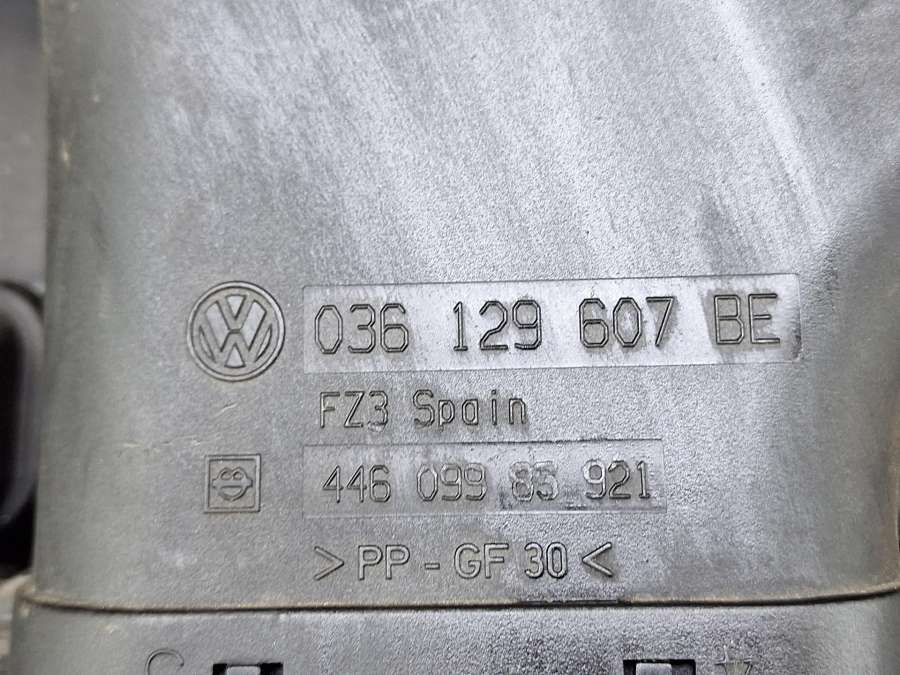 036 129 607 BE
FZ3 Spain
446 099 85 921
>PP-GF 30<